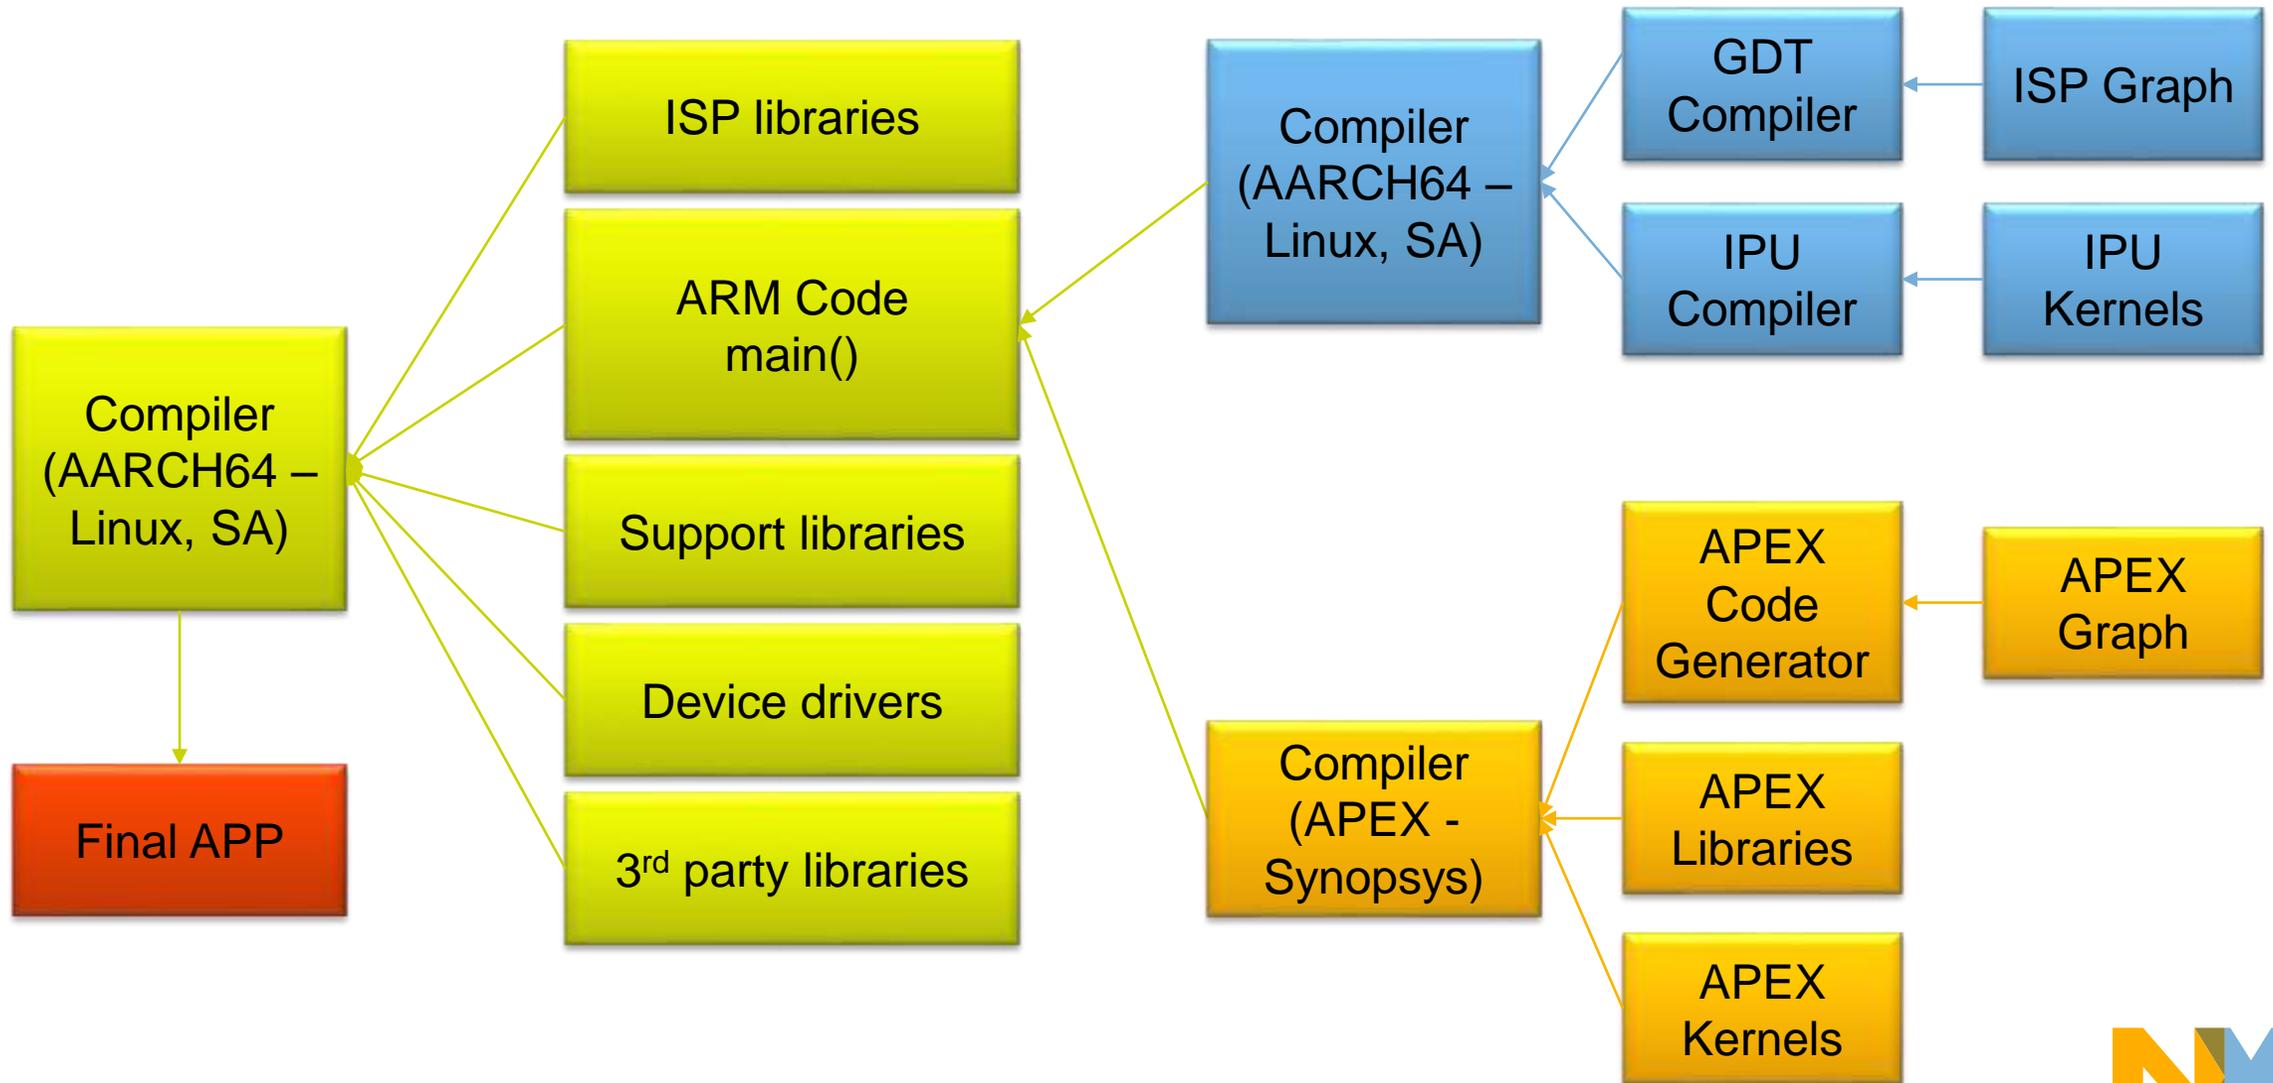 Compiler
(AARCH64 –
Linux, SA)
Final APP
ISP libraries
ARM Code
main()
Support libraries
Device drivers
3rd party libraries
Compiler
(AARCH64 –
Linux, SA)
GDT
Compiler
ISP Graph
IPU
Compiler
IPU
Kernels
Compiler
(APEX -
Synopsys)
APEX
Code
Generator
APEX
Graph
APEX
Libraries
APEX
Kernels